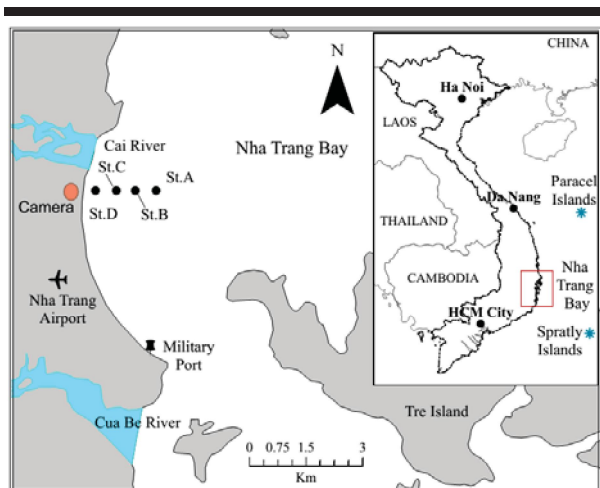 N
Nha Trang Bay
Cai River
St.C
St.A
Camera
St.D
St.B
Nha Trang
Airport
Military
Port
Cua Be River
Tre Island
0 0.75 1.5 3
Km
CHINA
Ha Noi
LAOS
Paracel
Islands
Da Nang
THAILAND
CAMBODIA
Nha
Trang
Bay
HCM City
Spratly
Islands